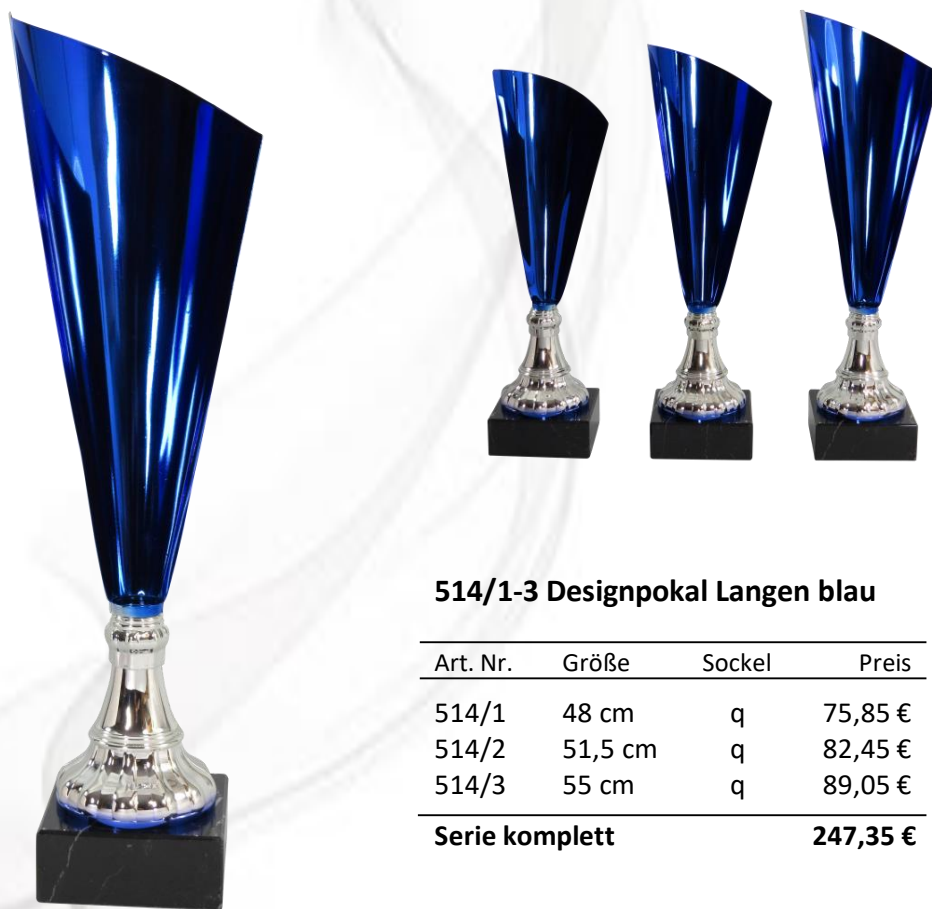 514/1-3 Designpokal Langen blau
Art. Nr. Größe Sockel Preis
514/1 48 cm q 75,85 €
514/2 51,5 cm q 82,45 €
514/3 55 cm q 89,05 €
Serie komplett 247,35 €